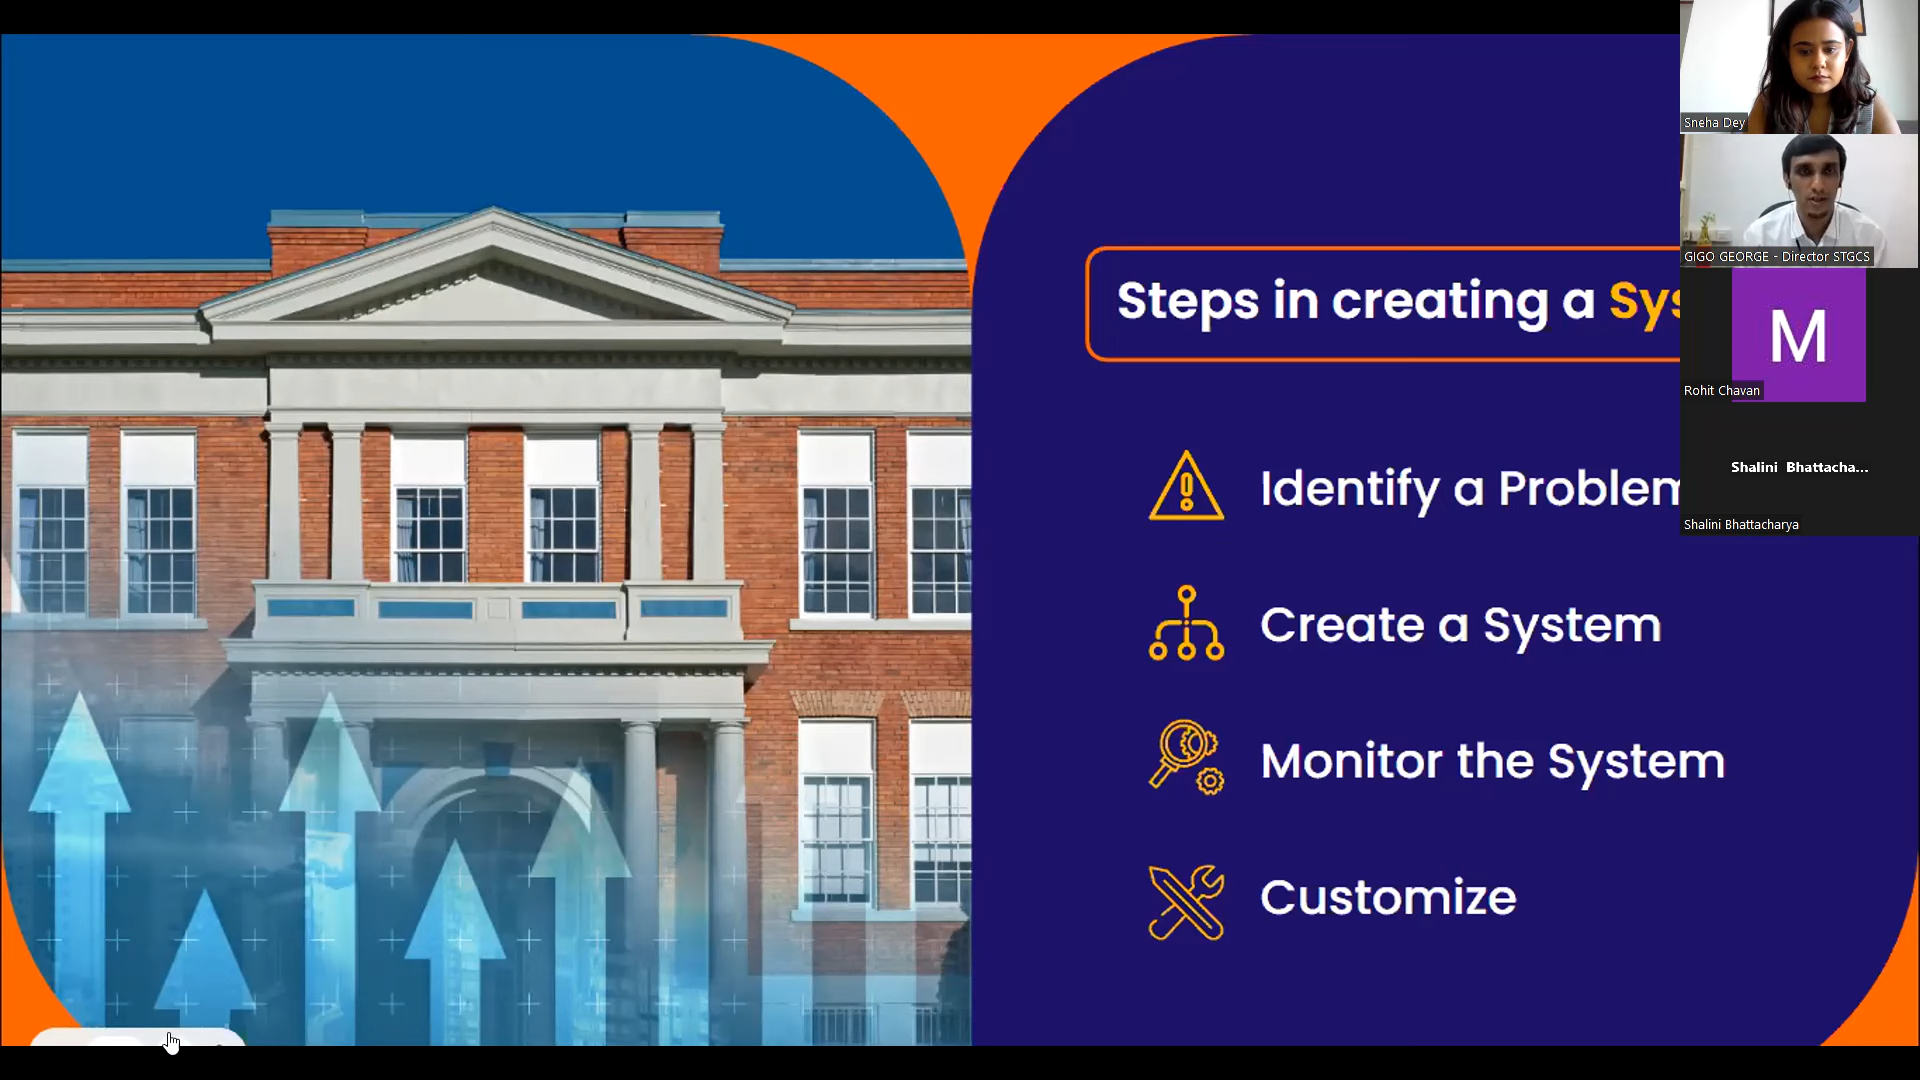 Steps in creating a Sys
Identify a Problem
Create a System
Monitor the System
Customize
Sneha Dey
GIGO GEORGE - Director STGCS
M
Rohit Chavan
Shalini Bhattacha...
Shalini Bhattacharya